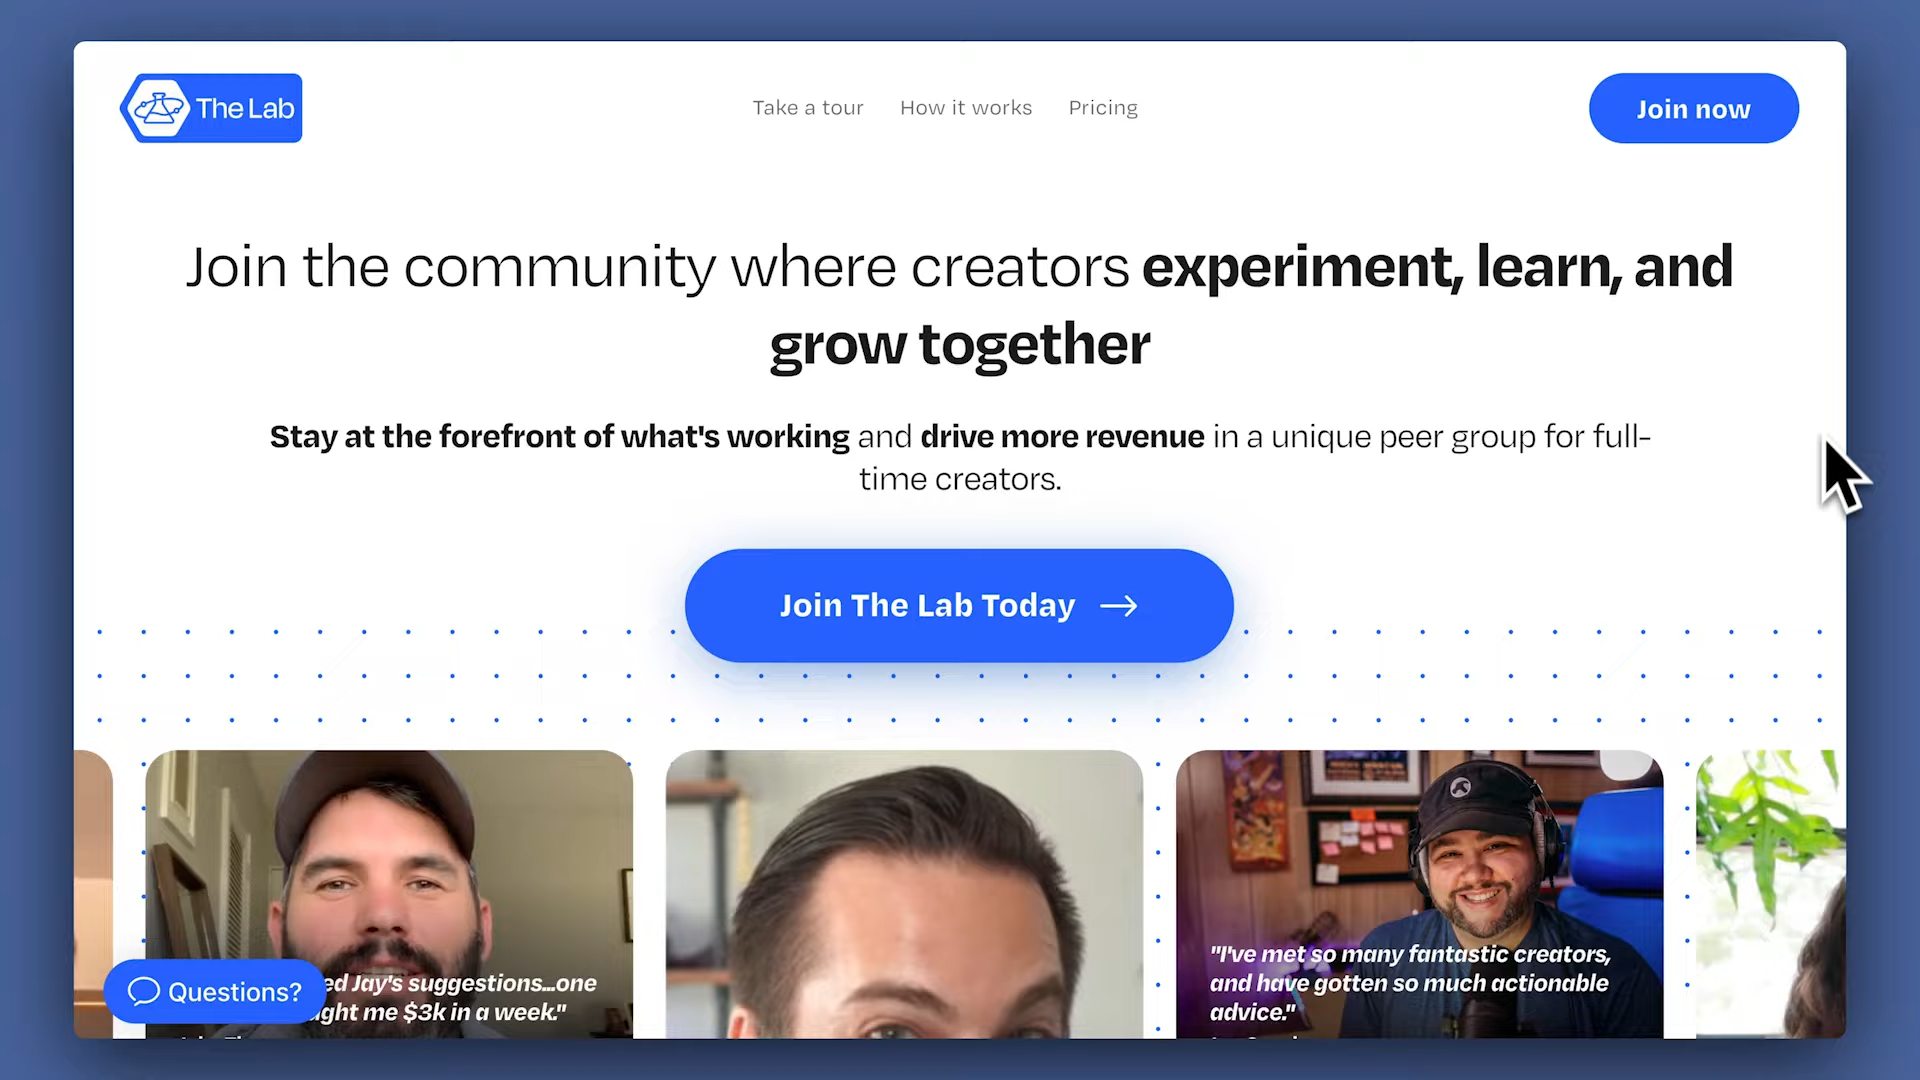 The Lab
Take a tour
How it works
Pricing
Join now
Join the community where creators experiment, learn, and
grow together
Stay at the forefront of what's working and drive more revenue in a unique peer group for full-
time creators.
Join The Lab Today
ed Jay's suggestions...one
ght me $3k in a week."
"I've met so many fantastic creators,
and have gotten so much actionable
advice."
Questions?